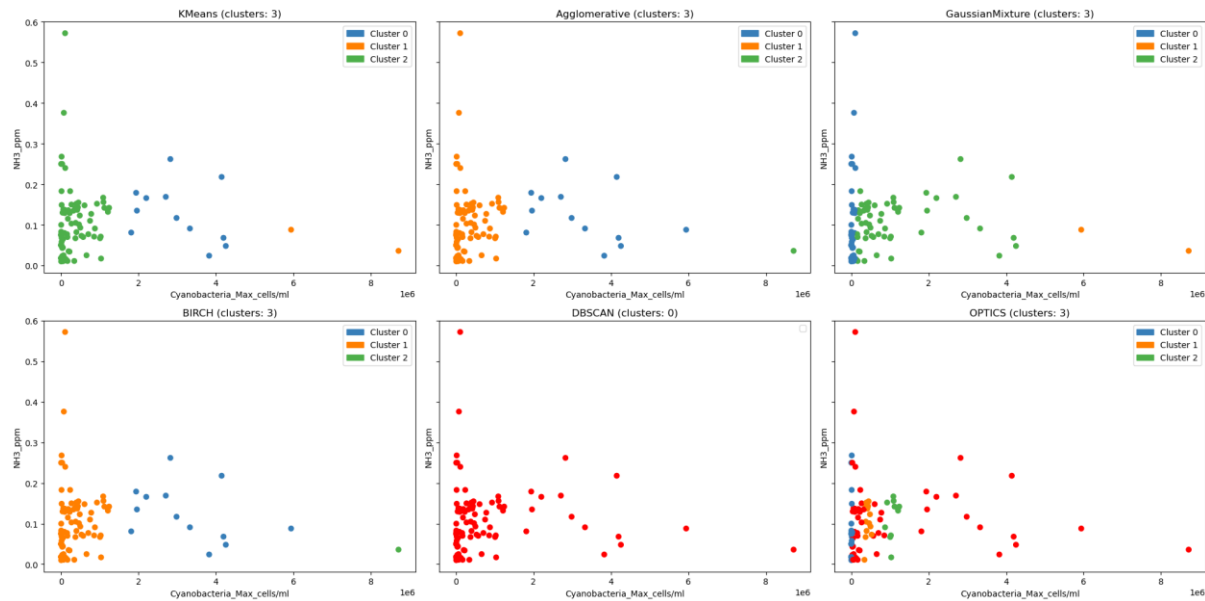 KMeans (clusters: 3)
Cluster 0
Cluster 1
Cluster 2
NH3_ppm
0.6
0.5
0.4
0.3
0.2
0.1
0.0
0
2
4
6
8
1e6
Cyanobacteria_Max_cells/ml
Agglomerative (clusters: 3)
Cluster 0
Cluster 1
Cluster 2
NH3_ppm
0
2
4
6
8
1e6
Cyanobacteria_Max_cells/ml
GaussianMixture (clusters: 3)
Cluster 0
Cluster 1
Cluster 2
NH3_ppm
0
2
4
6
8
1e6
Cyanobacteria_Max_cells/ml
BIRCH (clusters: 3)
Cluster 0
Cluster 1
Cluster 2
NH3_ppm
0.6
0.5
0.4
0.3
0.2
0.1
0.0
0
2
4
6
8
1e6
Cyanobacteria_Max_cells/ml
DBSCAN (clusters: 0)
NH3_ppm
0
2
4
6
8
1e6
Cyanobacteria_Max_cells/ml
OPTICS (clusters: 3)
Cluster 0
Cluster 1
Cluster 2
NH3_ppm
0
2
4
6
8
1e6
Cyanobacteria_Max_cells/ml